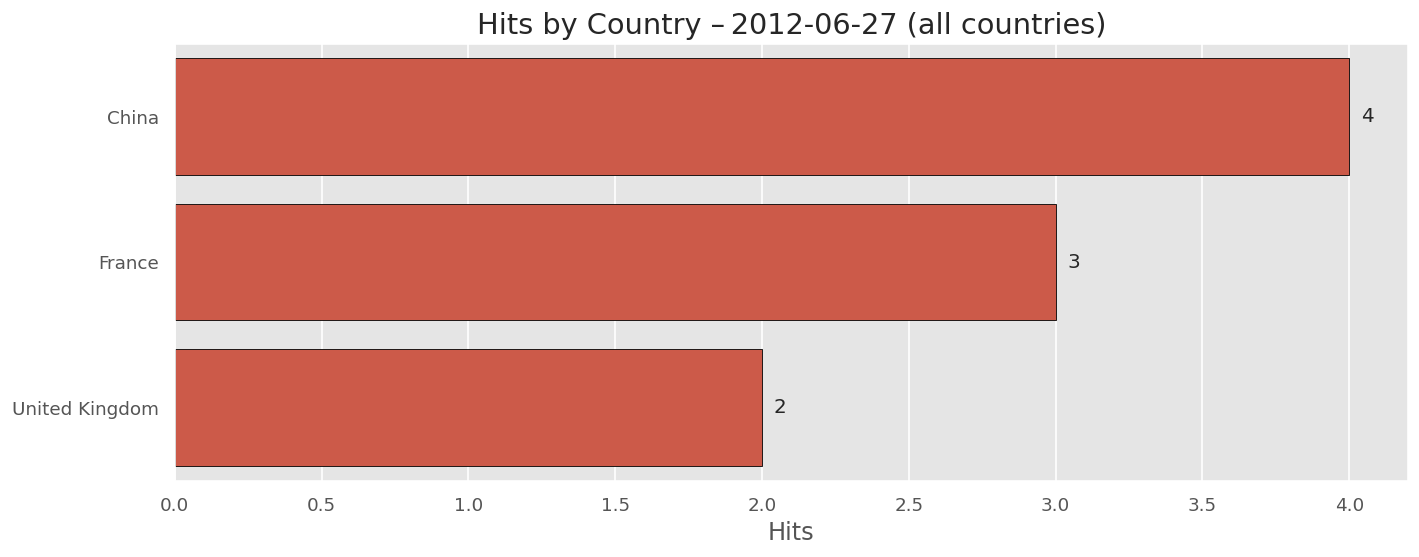 Hits by Country – 2012-06-27 (all countries)
China
4
France
3
United Kingdom
2
0.0 0.5 1.0 1.5 2.0 2.5 3.0 3.5 4.0
Hits